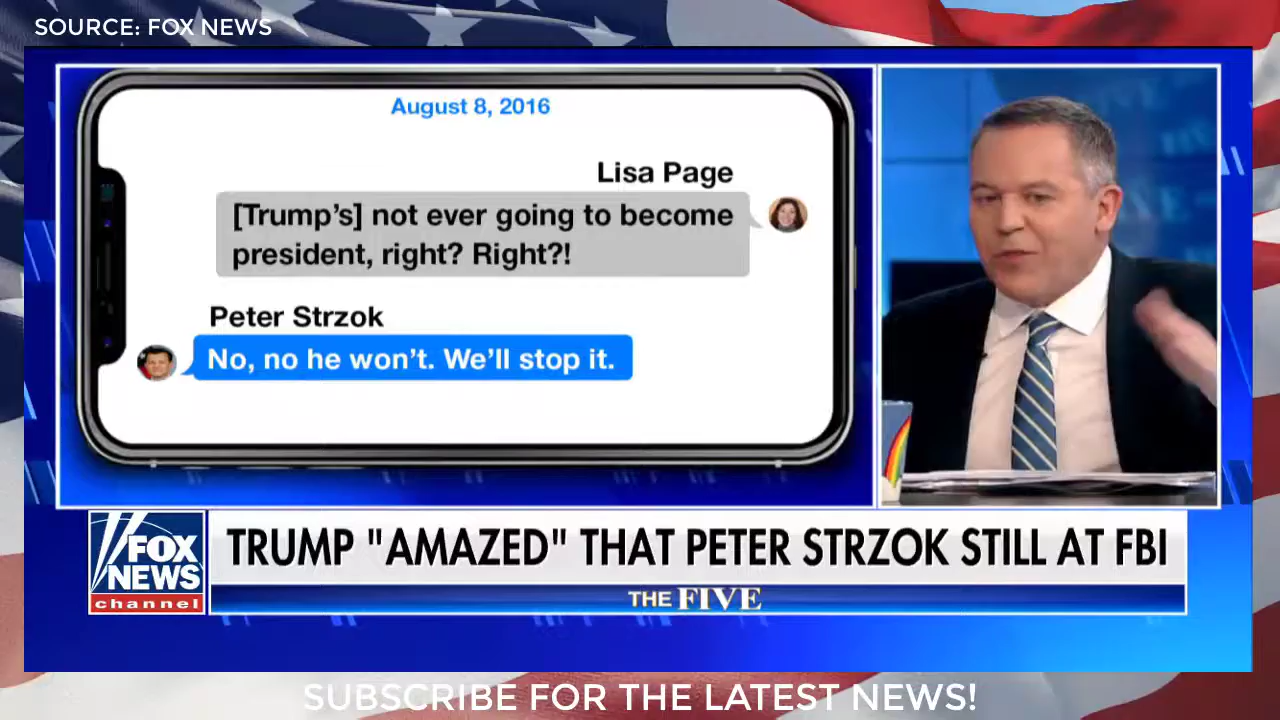 SOURCE: FOX NEWS
August 8, 2016
Lisa Page
[Trump's] not ever going to become
president, right? Right?!
Peter Strzok
No, no he won't. We'll stop it.
FOX
NEWS
channel
TRUMP "AMAZED" THAT PETER STRZOK STILL AT FBI
THE FIVE
SUBSCRIBE FOR THE LATEST NEWS!